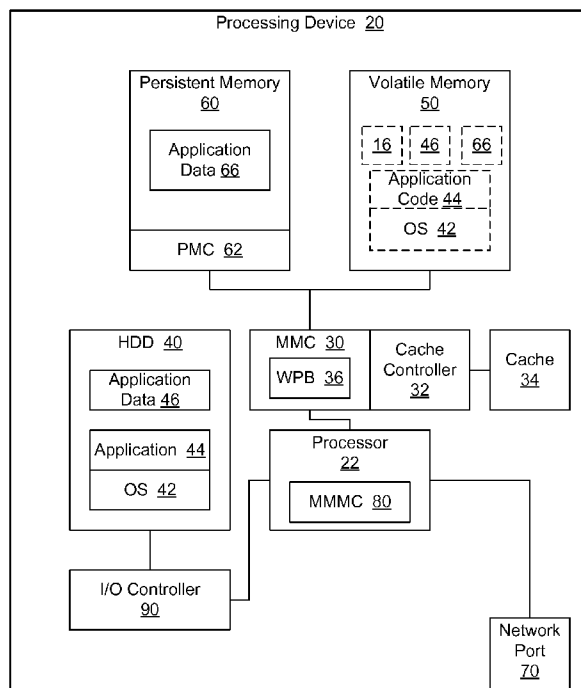 Processing Device 20
Persistent Memory
60
Application
Data 66
PMC 62
Volatile Memory
50
16
46
66
Application
Code 44
OS 42
HDD 40
Application
Data 46
Application 44
OS 42
MMC 30
WPB 36
Cache
Controller
32
Cache
34
Processor
22
MMMC 80
I/O Controller
90
Network
Port
70